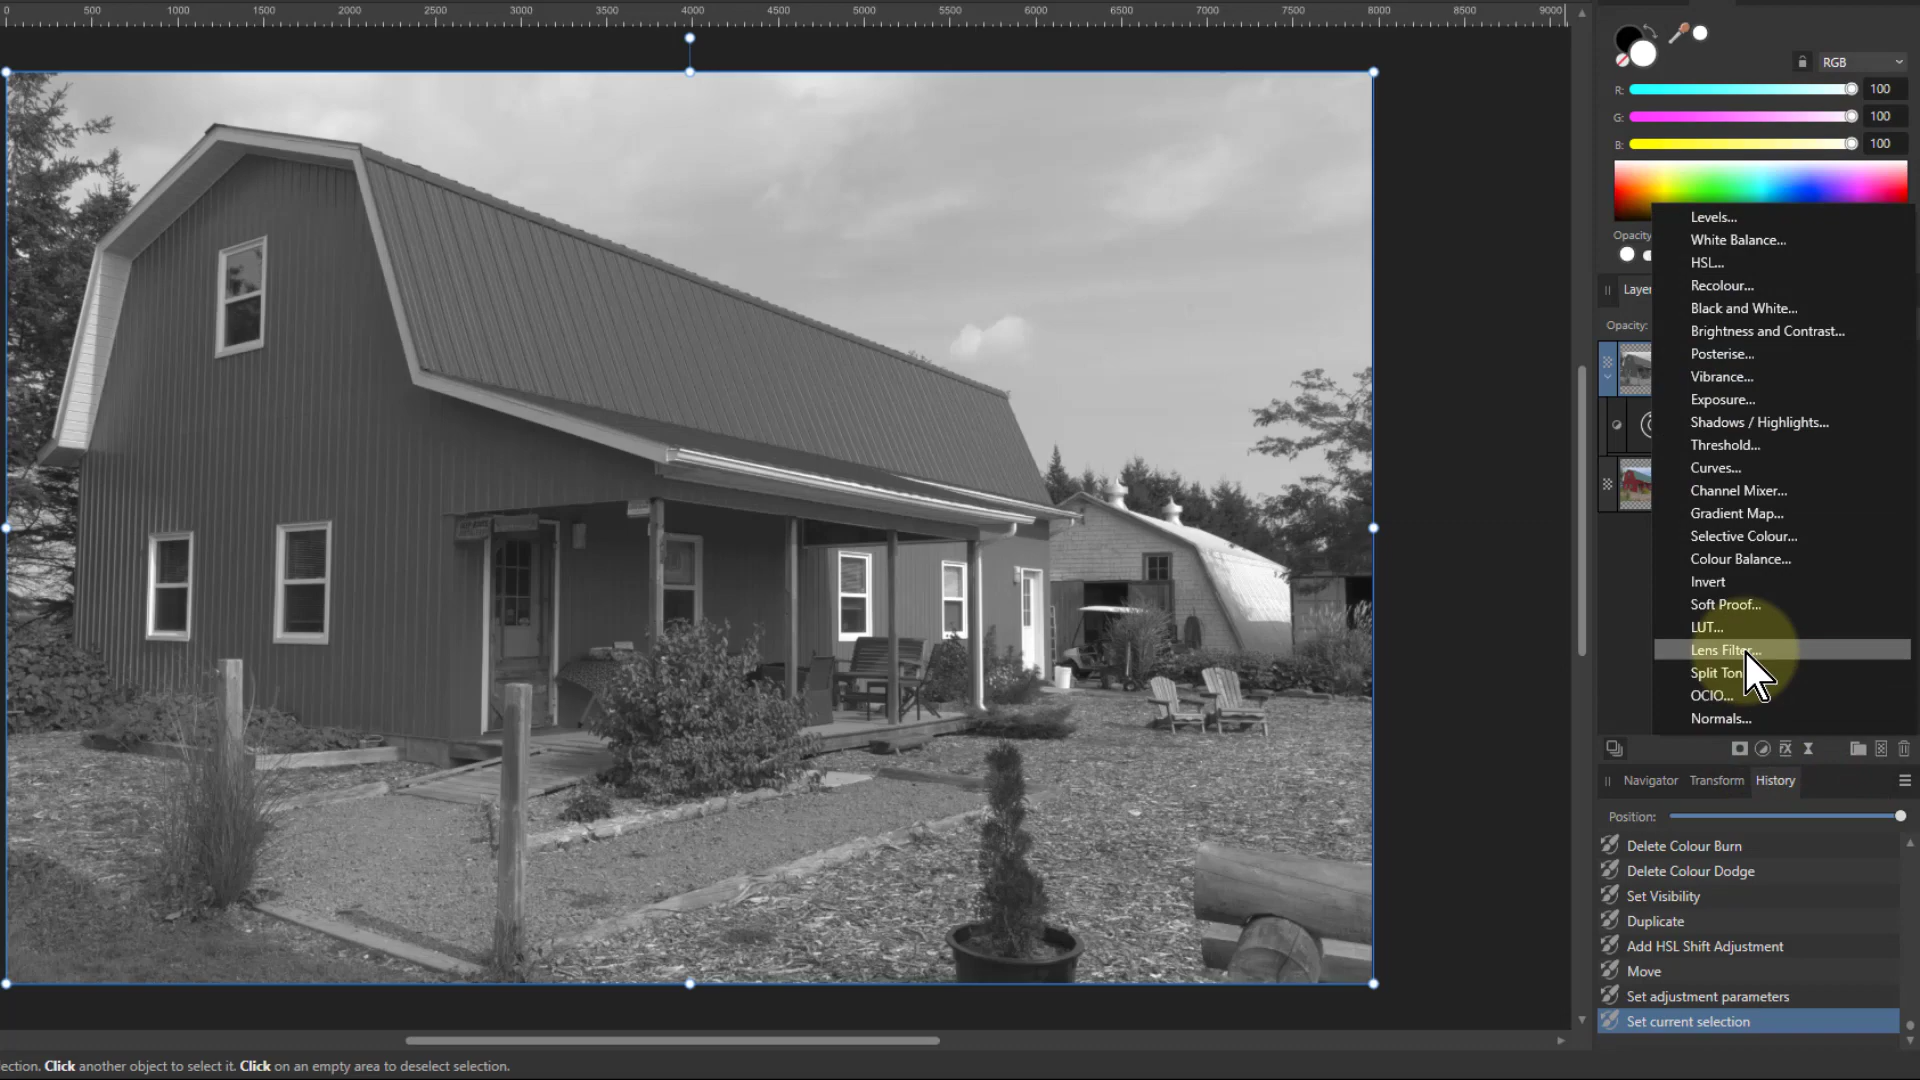 0 500 1000 1500 2000 2500 3000 3500 4000 4500 5000 5500 6000 6500 7000 7500 8000 8500 9000
RGB
R: 100
G: 100
B: 100
Opacity
Layer
Opacity:
Levels...
White Balance...
HSL...
Recolour...
Black and White...
Brightness and Contrast...
Posterise...
Vibrance...
Exposure...
Shadows / Highlights...
Threshold...
Curves...
Channel Mixer...
Gradient Map...
Selective Colour...
Colour Balance...
Invert
Soft Proof...
LUT...
Lens Filter...
Split Ton
OCIO...
Normals...
Navigator Transform History
Position:
Delete Colour Burn
Delete Colour Dodge
Set Visibility
Duplicate
Add HSL Shift Adjustment
Move
Set adjustment parameters
Set current selection
ection. Click another object to select it. Click on an empty area to deselect selection.